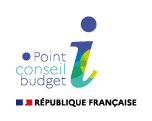 Point
conseil
budget
RÉPUBLIQUE FRANÇAISE